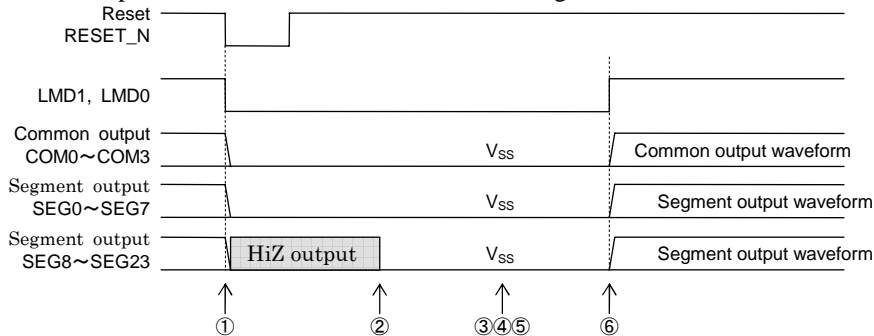 Reset
RESET_N
LMD1, LMD0
Common output
COM0～COM3
VSS
Common output waveform
Segment output
SEG0～SEG7
VSS
Segment output waveform
Segment output
SEG8～SEG23
HiZ output
VSS
Segment output waveform
① ② ③④⑤ ⑥